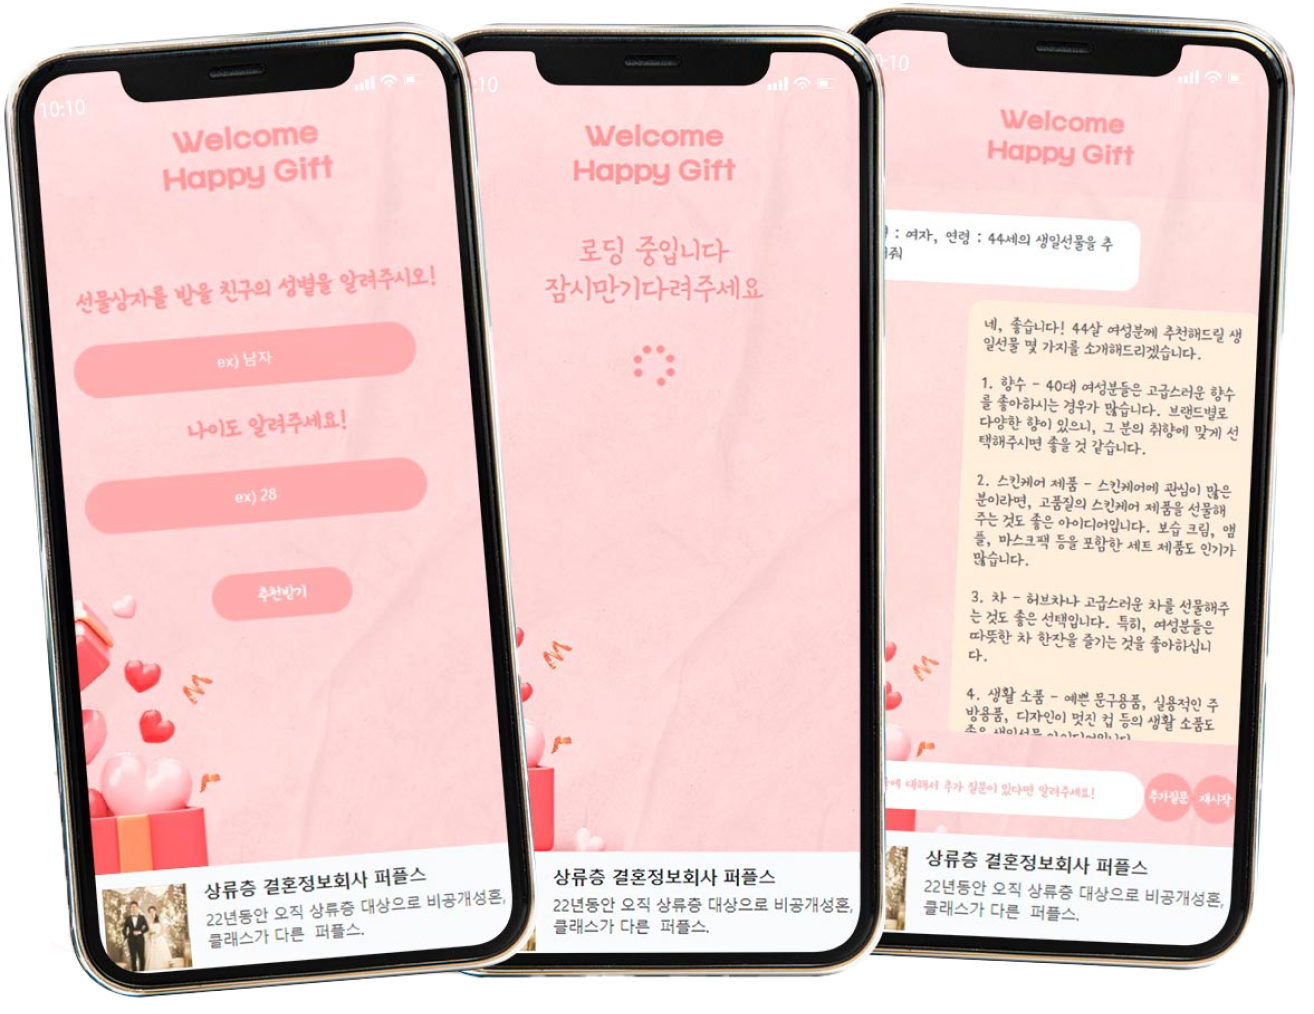 10:10
Welcome
Happy Gift
선물상자를 받을 친구의 성별을 알려주시오!
ex) 남자
나이도 알려주세요!
ex) 28
추천받기
상류층 결혼정보회사 퍼플스
22년동안 오직 상류층 대상으로 비공개성혼,
클래스가 다른 퍼플스.
:10
Welcome
Happy Gift
로딩 중입니다
잠시만기다려주세요
상류층 결혼정보회사 퍼플스
22년동안 오직 상류층 대상으로 비공개성혼,
클래스가 다른 퍼플스.
:10
Welcome
Happy Gift
: 여자, 연령 : 44세의 생일선물을 추
줘
네, 좋습니다! 44살 여성분께 추천해드릴 생
일선물 몇 가지를 소개해드리겠습니다.
1. 향수 - 40대 여성분들은 고급스러운 향수
를 좋아하시는 경우가 많습니다. 브랜드별로
다양한 향이 있으니, 그 분의 취향에 맞게 선
택해주시면 좋을 것 같습니다.
2. 스킨케어 제품 - 스킨케어에 관심이 많은
분이라면, 고품질의 스킨케어 제품을 선물해
주는 것도 좋은 아이디어입니다. 보습 크림, 앰
플, 마스크팩 등을 포함한 세트 제품도 인기가
많습니다.
3. 차 - 허브차나 고급스러운 차를 선물해주
는 것도 좋은 선택입니다. 특히, 여성분들은
따뜻한 차 한잔을 즐기는 것을 좋아하십니
다.
4. 생활 소품 - 예쁜 문구용품, 실용적인 주
방용품, 디자인이 멋진 컵 등의 생활 소품도
좋은 생일선물 아이디어입니다
에 대해서 추가 질문이 있다면 알려주세요!
추가질문
재시작
상류층 결혼정보회사 퍼플스
22년동안 오직 상류층 대상으로 비공개성혼,
클래스가 다른 퍼플스.